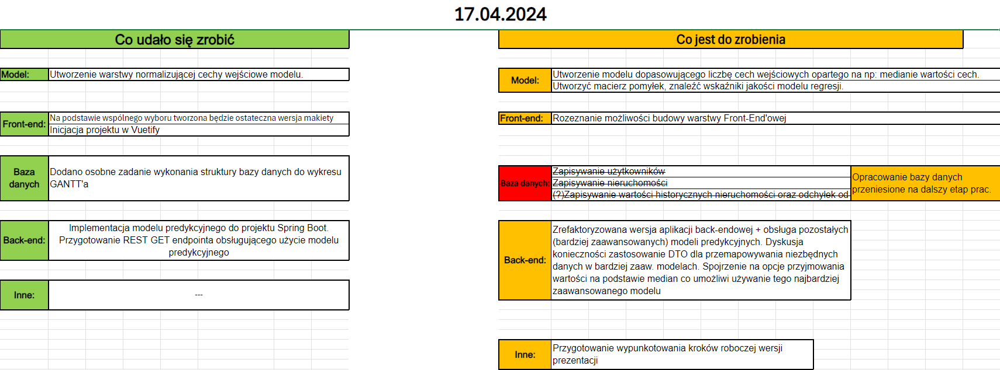 17.04.2024
Co udało się zrobić
Model:
Utworzenie warstwy normalizującej cechy wejściowe modelu.
Front-end:
Na podstawie wspólnego wyboru tworzona będzie ostateczna wersja makiety
Inicjacja projektu w Vuetify
Baza
danych
Dodano osobne zadanie wykonania struktury bazy danych do wykresu
GANTT'a
Back-end:
Implementacja modelu predykcyjnego do projektu Spring Boot.
Przygotowanie REST GET endpointa obsługującego użycie modelu
predykcyjnego
Inne:
---
Co jest do zrobienia
Model:
Utworzenie modelu dopasowującego liczbę cech wejściowych opartego na np: medianie wartości cech.
Utworzyć macierz pomyłek, znaleźć wskaźniki jakości modelu regresji.
Front-end:
Rozeznanie możliwości budowy warstwy Front-End'owej
Baza danych:
Zapisywanie użytkowników
Zapisywanie nieruchomości
(?)Zapisywanie wartości historycznych nieruchomości oraz odchyłek od
Opracowanie bazy danych
przeniesione na dalszy etap prac.
Back-end:
Zrefaktoryzowana wersja aplikacji back-endowej + obsługa pozostałych
(bardziej zaawansowanych) modeli predykcyjnych. Dyskusja
konieczności zastosowanie DTO dla przemapowywania niezbędnych
danych w bardziej zaaw. modelach. Spojrzenie na opcje przyjmowania
wartości na podstawie median co umożliwi używanie tego najbardziej
zaawansowanego modelu
Inne:
Przygotowanie wypunkotowania kroków roboczej wersji
prezentacji